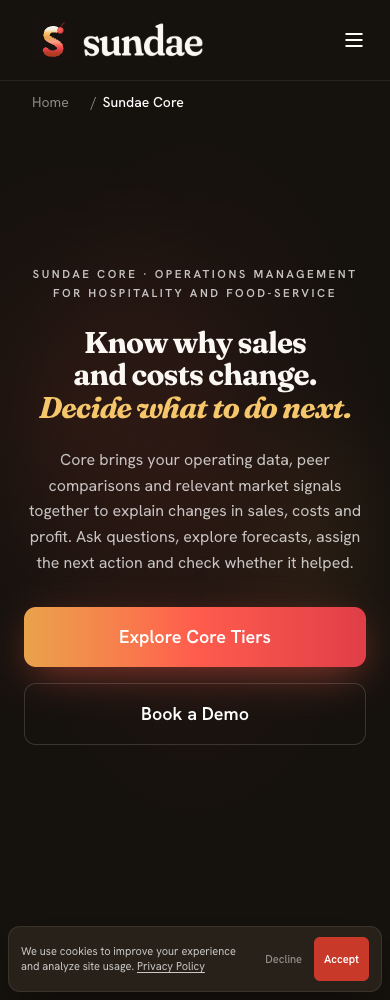 sundae
Home / Sundae Core
SUNDAE CORE · OPERATIONS MANAGEMENT
FOR HOSPITALITY AND FOOD-SERVICE
Know why sales
and costs change.
Decide what to do next.
Core brings your operating data, peer
comparisons and relevant market signals
together to explain changes in sales, costs and
profit. Ask questions, explore forecasts, assign
the next action and check whether it helped.
Explore Core Tiers
Book a Demo
We use cookies to improve your experience
and analyze site usage. Privacy Policy
Decline
Accept